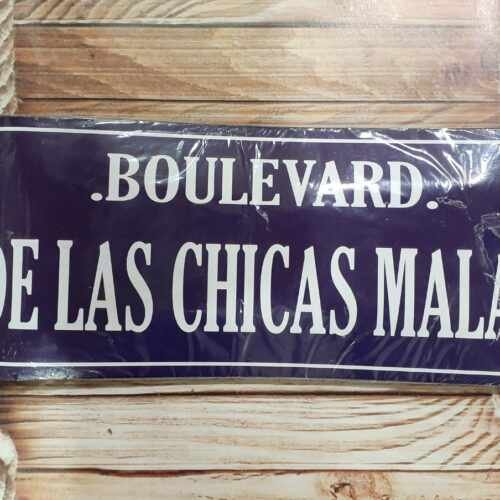 .BOULEVARD.
DE LAS CHICAS MALA